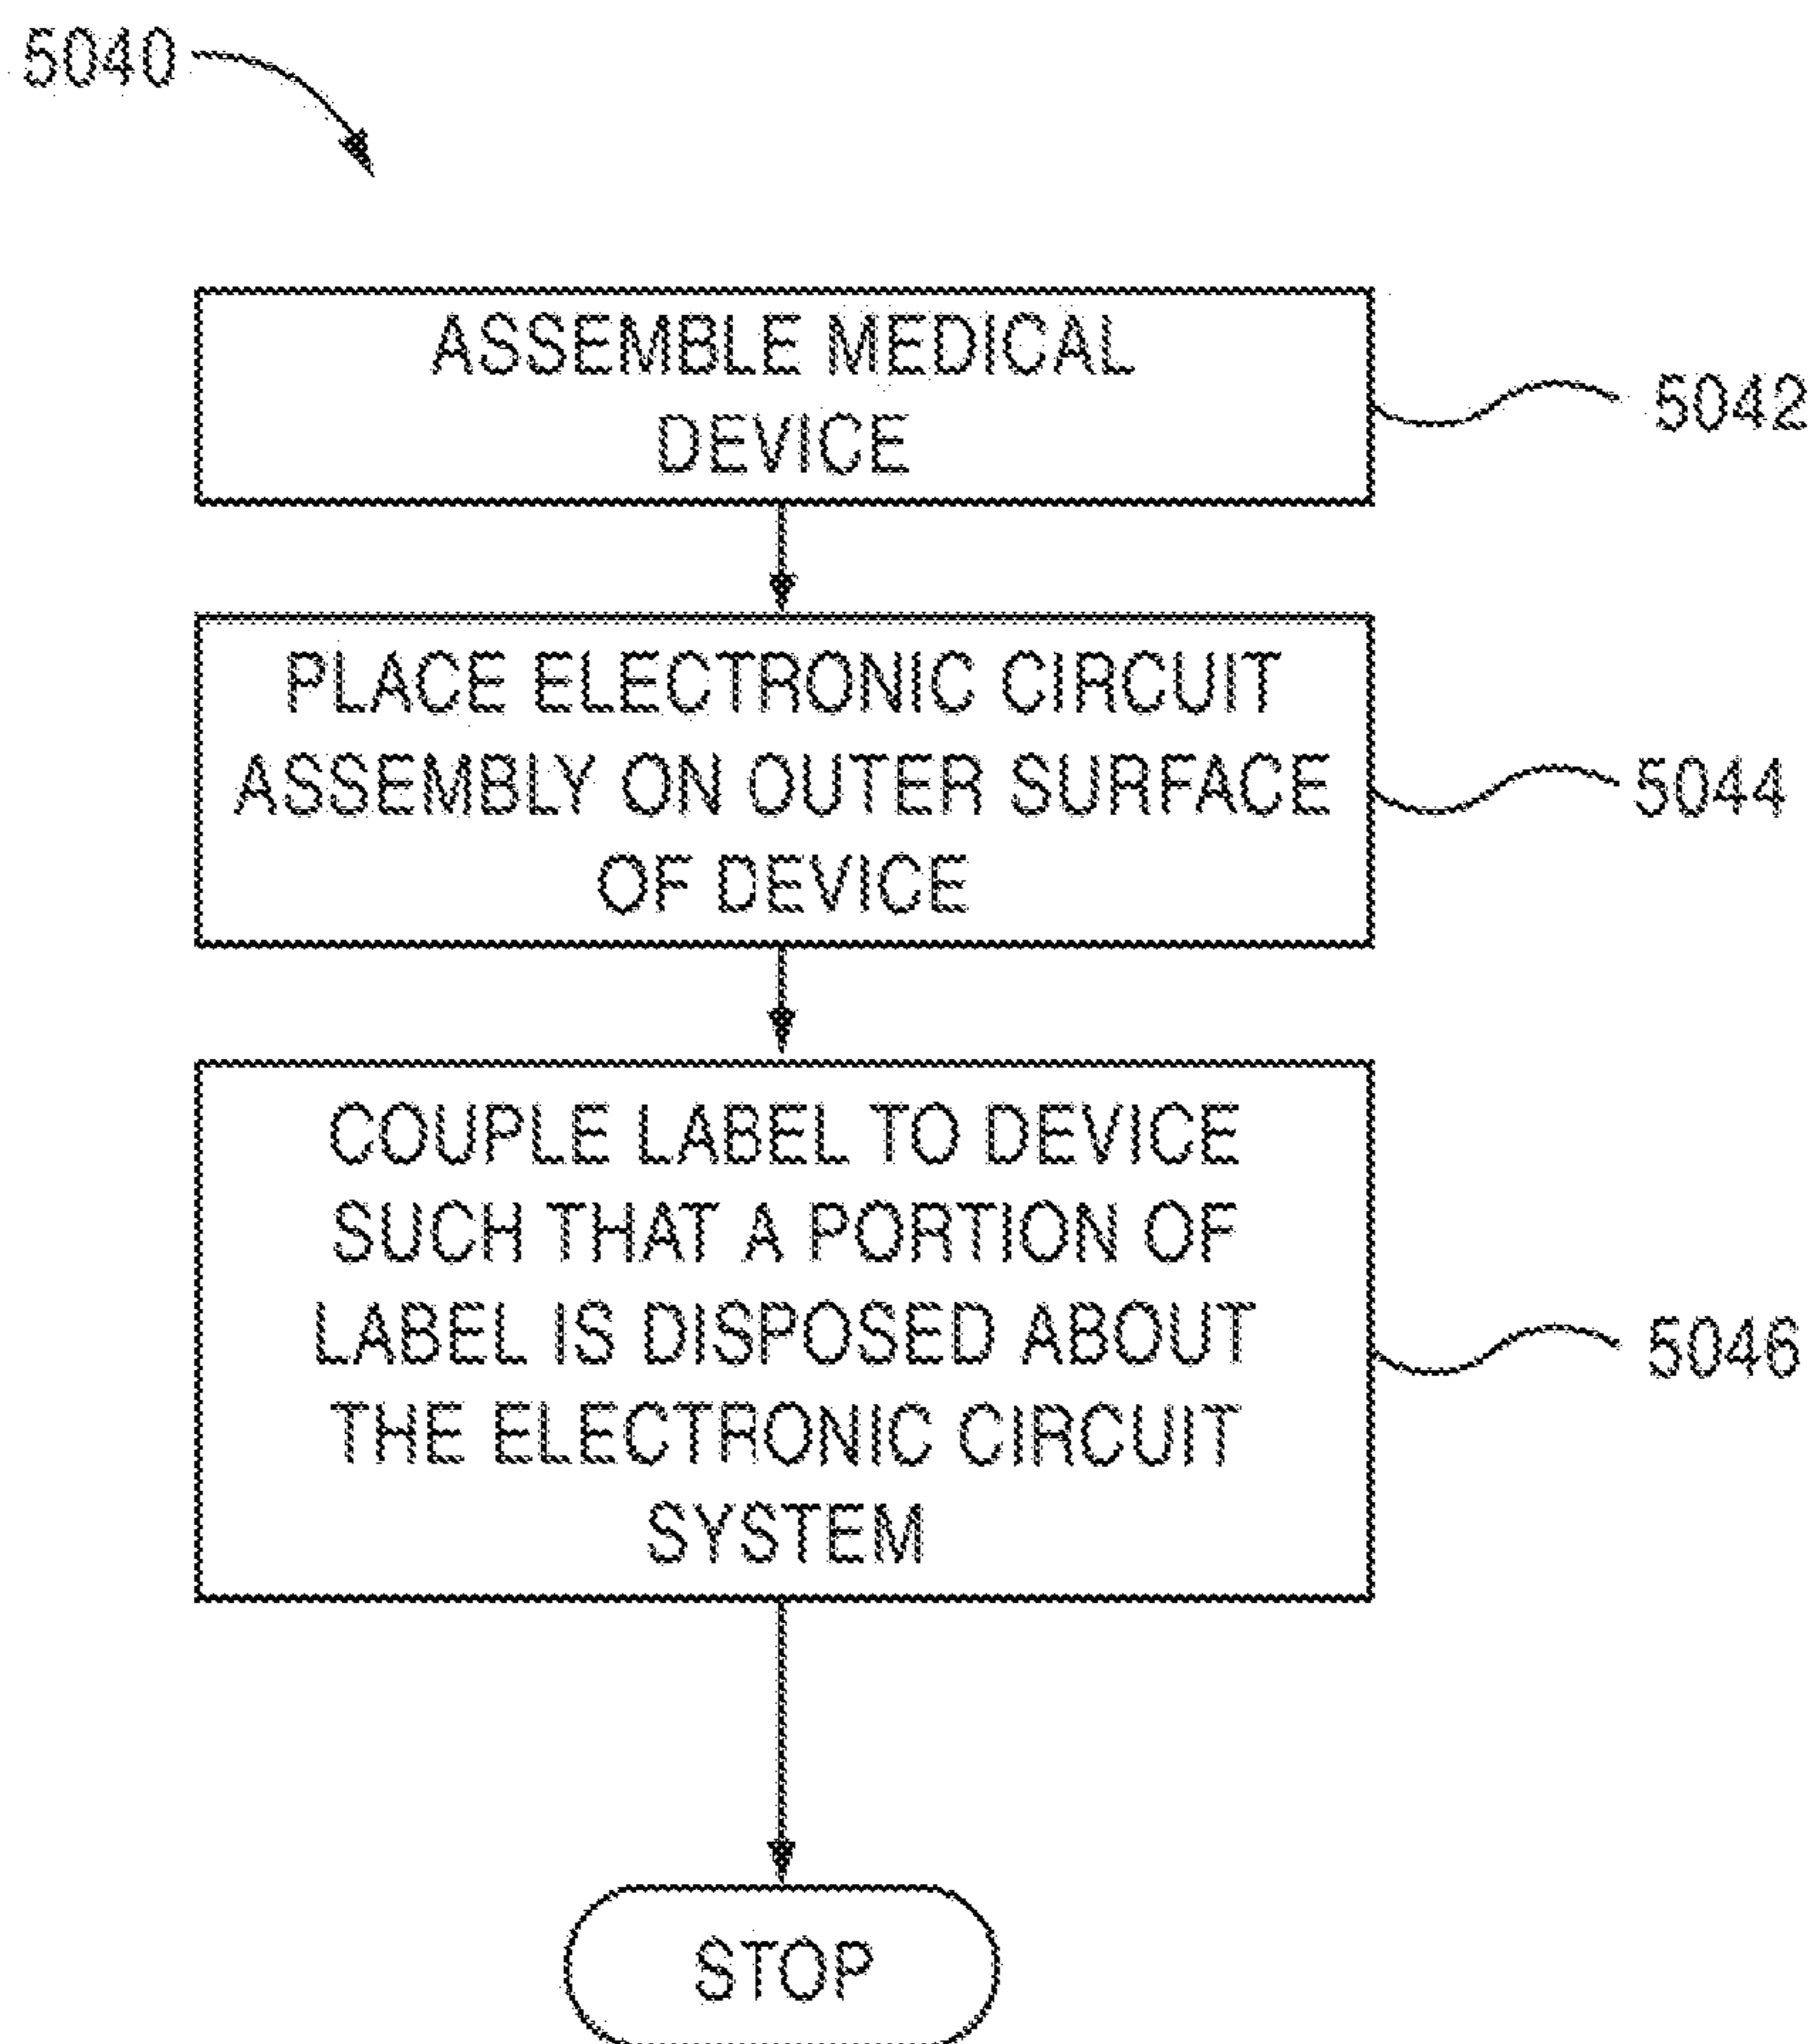 5040
ASSEMBLE MEDICAL
DEVICE
5042
PLACE ELECTRONIC CIRCUIT
ASSEMBLY ON OUTER SURFACE
OF DEVICE
5044
COUPLE LABEL TO DEVICE
SUCH THAT A PORTION OF
LABEL IS DISPOSED ABOUT
THE ELECTRONIC CIRCUIT
SYSTEM
5046
STOP